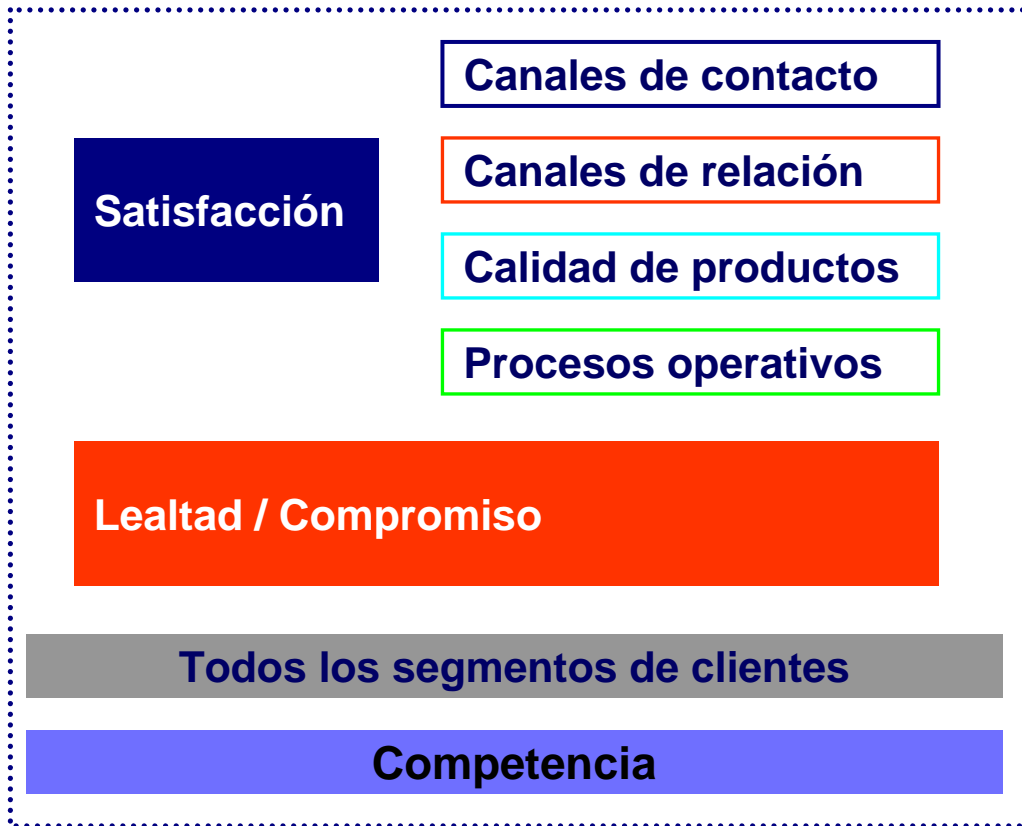 Canales de contacto
Canales de relación
Satisfacción
Calidad de productos
Procesos operativos
Lealtad / Compromiso
Todos los segmentos de clientes
Competencia